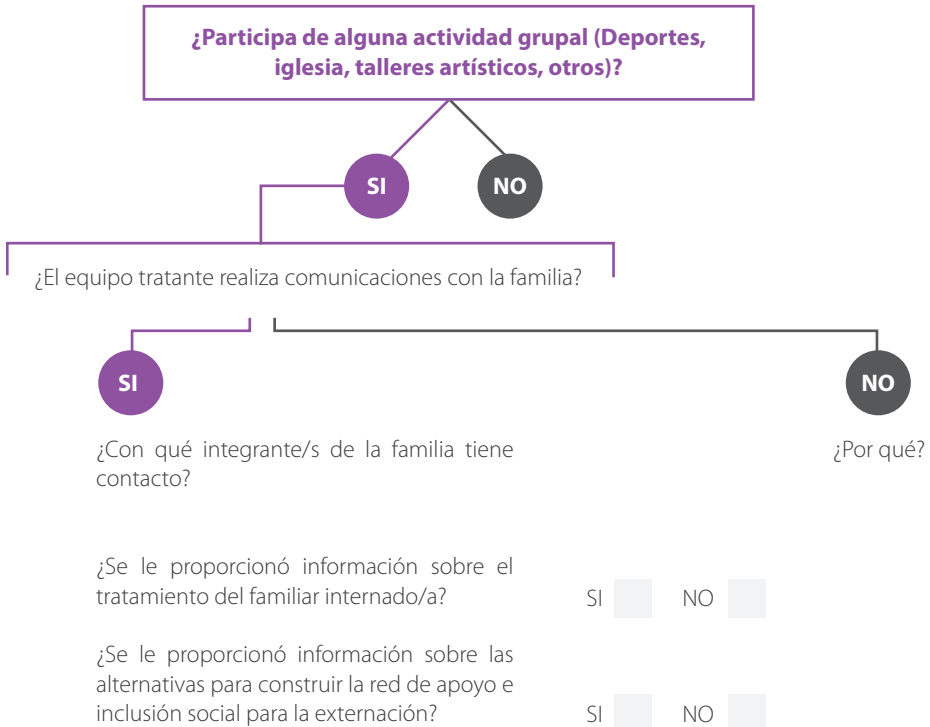 ¿Participa de alguna actividad grupal (Deportes,
iglesia, talleres artísticos, otros)?
SI
NO
¿El equipo tratante realiza comunicaciones con la familia?
SI
NO
¿Con qué integrante/s de la familia tiene
contacto?
¿Por qué?
¿Se le proporcionó información sobre el
tratamiento del familiar internado/a?
SI NO
¿Se le proporcionó información sobre las
alternativas para construir la red de apoyo e
inclusión social para la externación?
SI NO